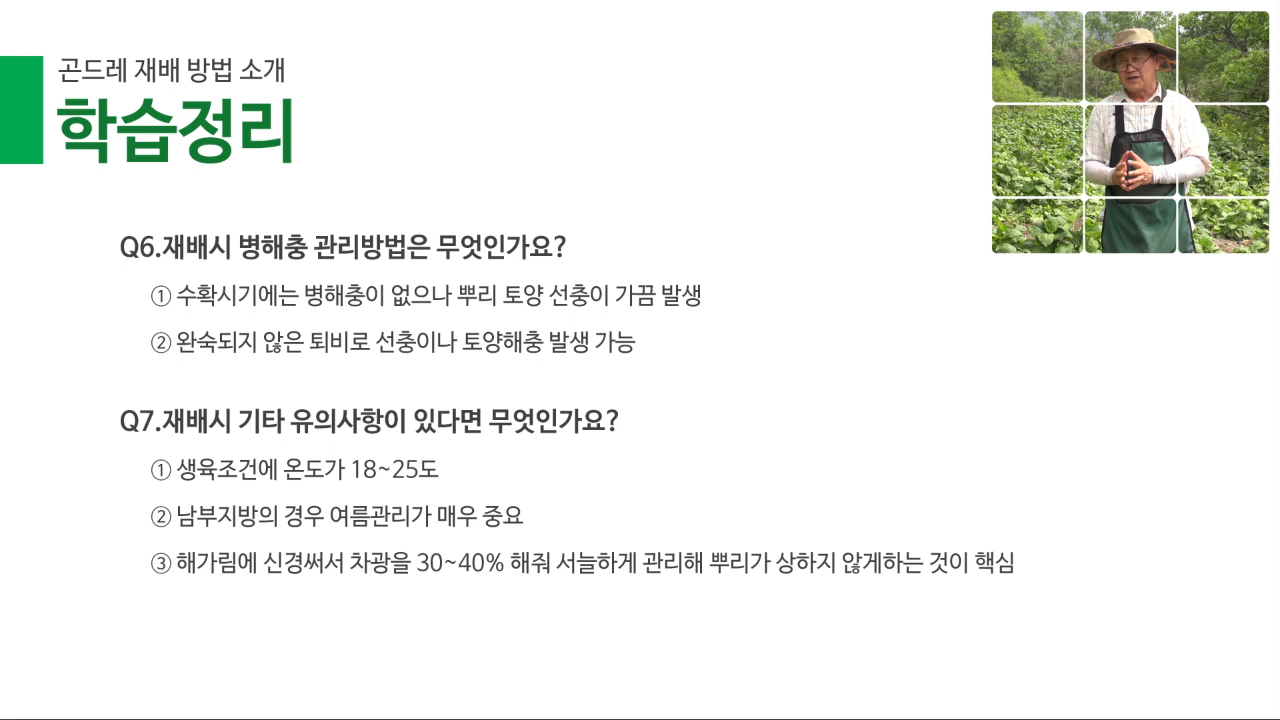 곤드레 재배 방법 소개
학습정리
Q6.재배시 병해충 관리방법은 무엇인가요?
① 수확시기에는 병해충이 없으나 뿌리 토양 선충이 가끔 발생
② 완숙되지 않은 퇴비로 선충이나 토양해충 발생 가능
Q7.재배시 기타 유의사항이 있다면 무엇인가요?
① 생육조건에 온도가 18~25도
② 남부지방의 경우 여름관리가 매우 중요
③ 해가림에 신경써서 차광을 30~40% 해줘 서늘하게 관리해 뿌리가 상하지 않게하는 것이 핵심